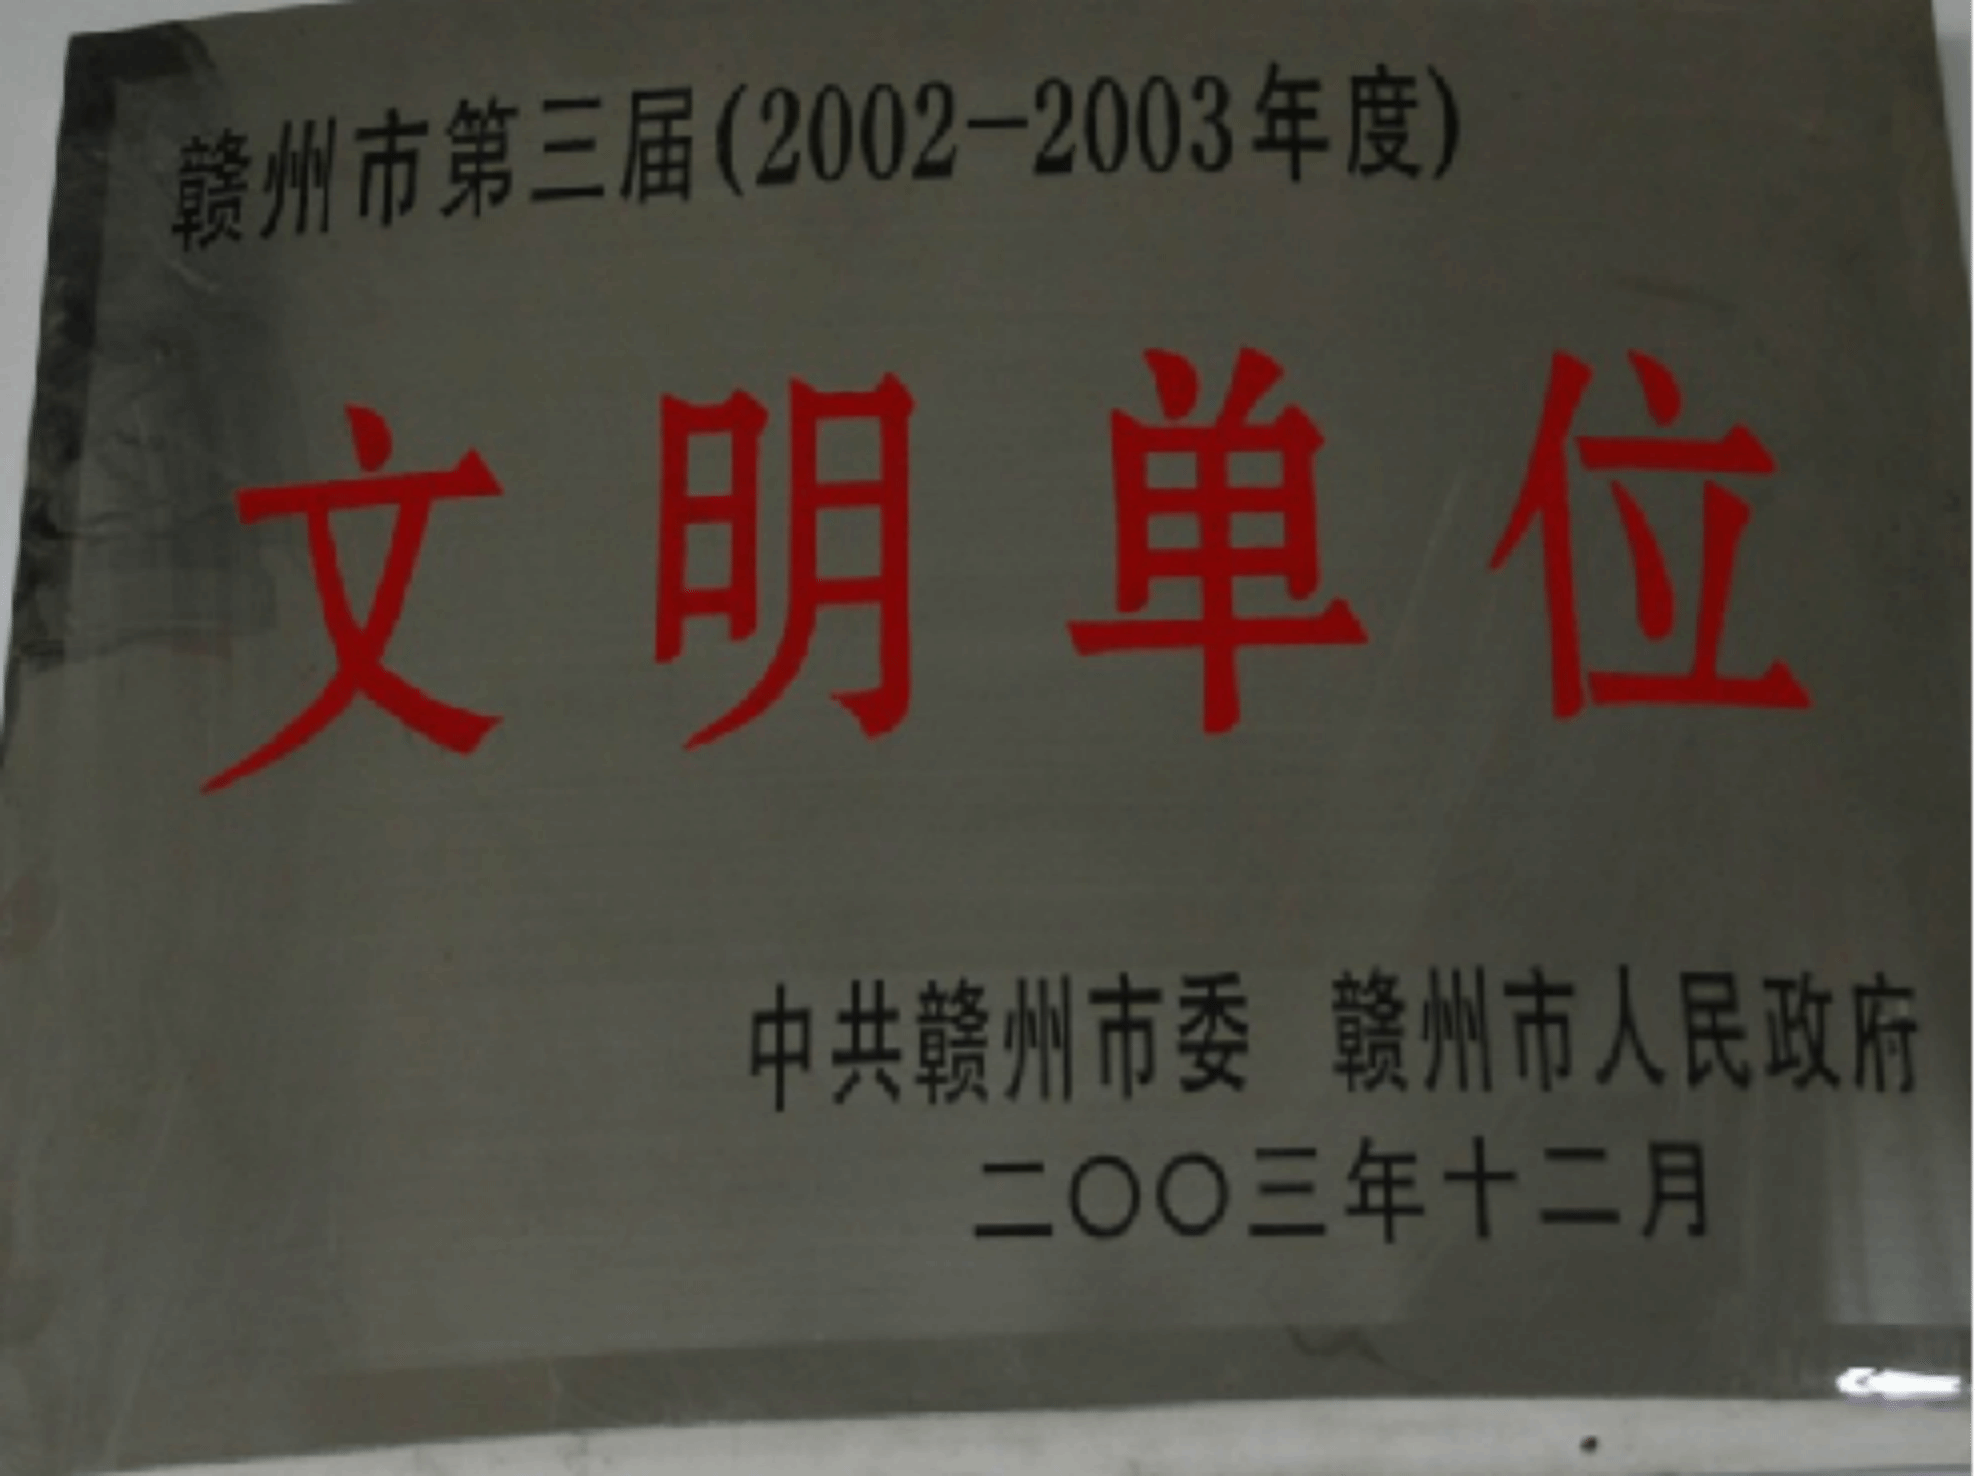 赣州市第三届(2002-2003年度)
文明单位
中共赣州市委 赣州市人民政府
二〇〇三年十二月